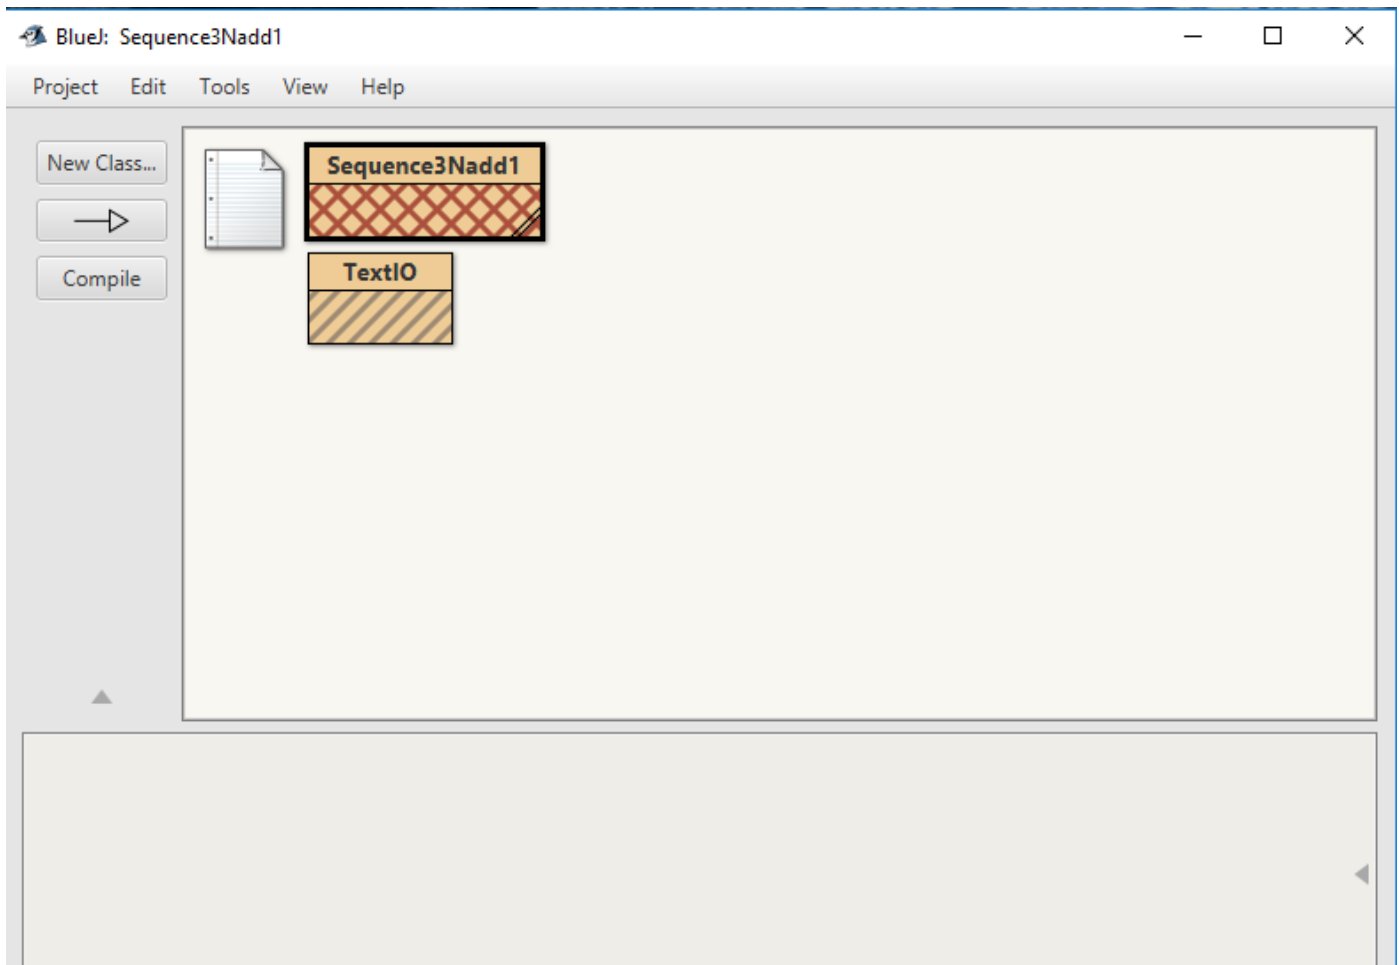 BlueJ: Sequence3Nadd1
Project Edit Tools View Help
New Class...
Compile
Sequence3Nadd1
TextIO